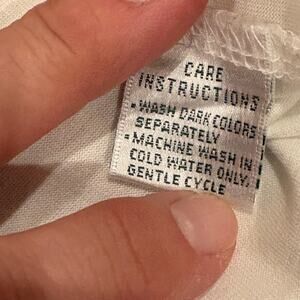 CARE
INSTRUCTIONS
▪ WASH DARK COLORS
SEPARATELY
▪ MACHINE WASH IN
COLD WATER ONLY,
GENTLE CYCLE